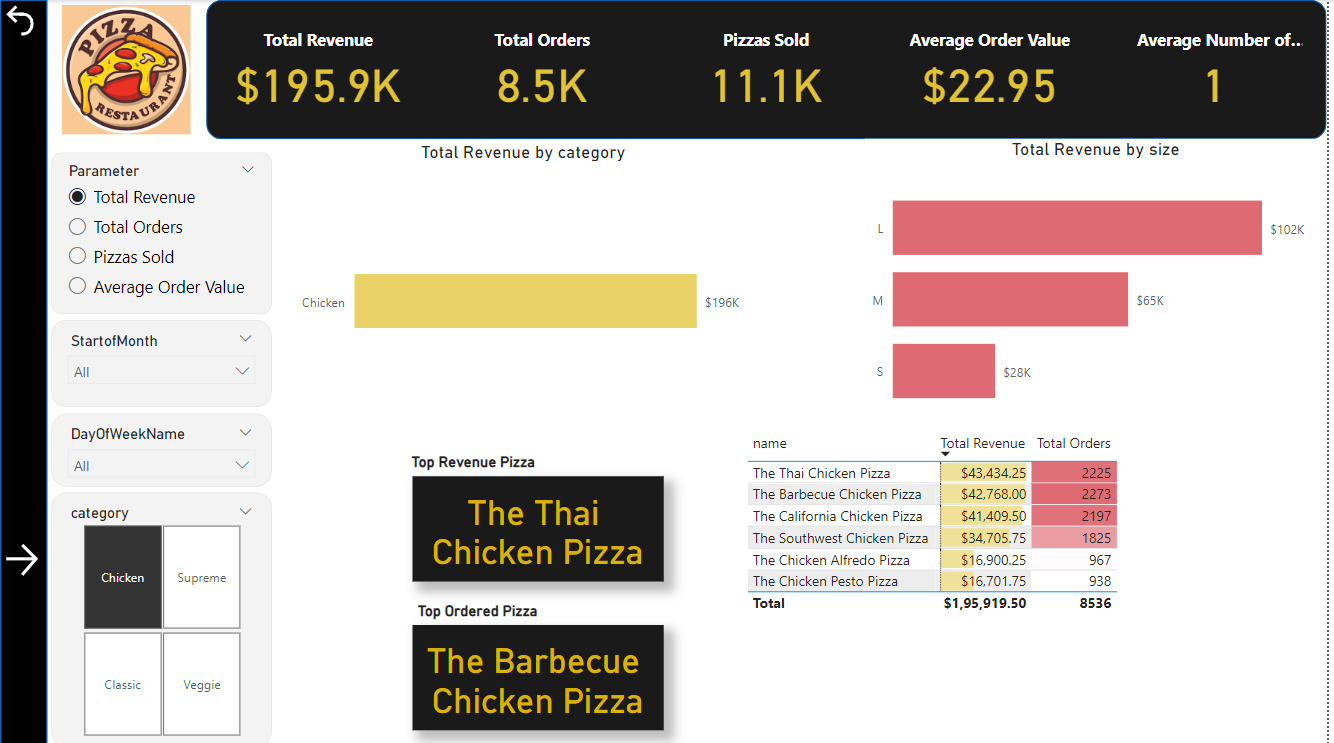 PIZZA
RESTAURANT
Total Revenue
$195.9K
Total Orders
8.5K
Pizzas Sold
11.1K
Average Order Value
$22.95
Average Number of...
1
Parameter
Total Revenue
Total Orders
Pizzas Sold
Average Order Value
StartofMonth
All
DayOfWeekName
All
category
Chicken
Supreme
Classic
Veggie
Total Revenue by category
Chicken $196K
Total Revenue by size
L $102K
M $65K
S $28K
Top Revenue Pizza
The Thai
Chicken Pizza
Top Ordered Pizza
The Barbecue
Chicken Pizza
name Total Revenue Total Orders
The Thai Chicken Pizza $43,434.25 2225
The Barbecue Chicken Pizza $42,768.00 2273
The California Chicken Pizza $41,409.50 2197
The Southwest Chicken Pizza $34,705.75 1825
The Chicken Alfredo Pizza $16,900.25 967
The Chicken Pesto Pizza $16,701.75 938
Total $1,95,919.50 8536